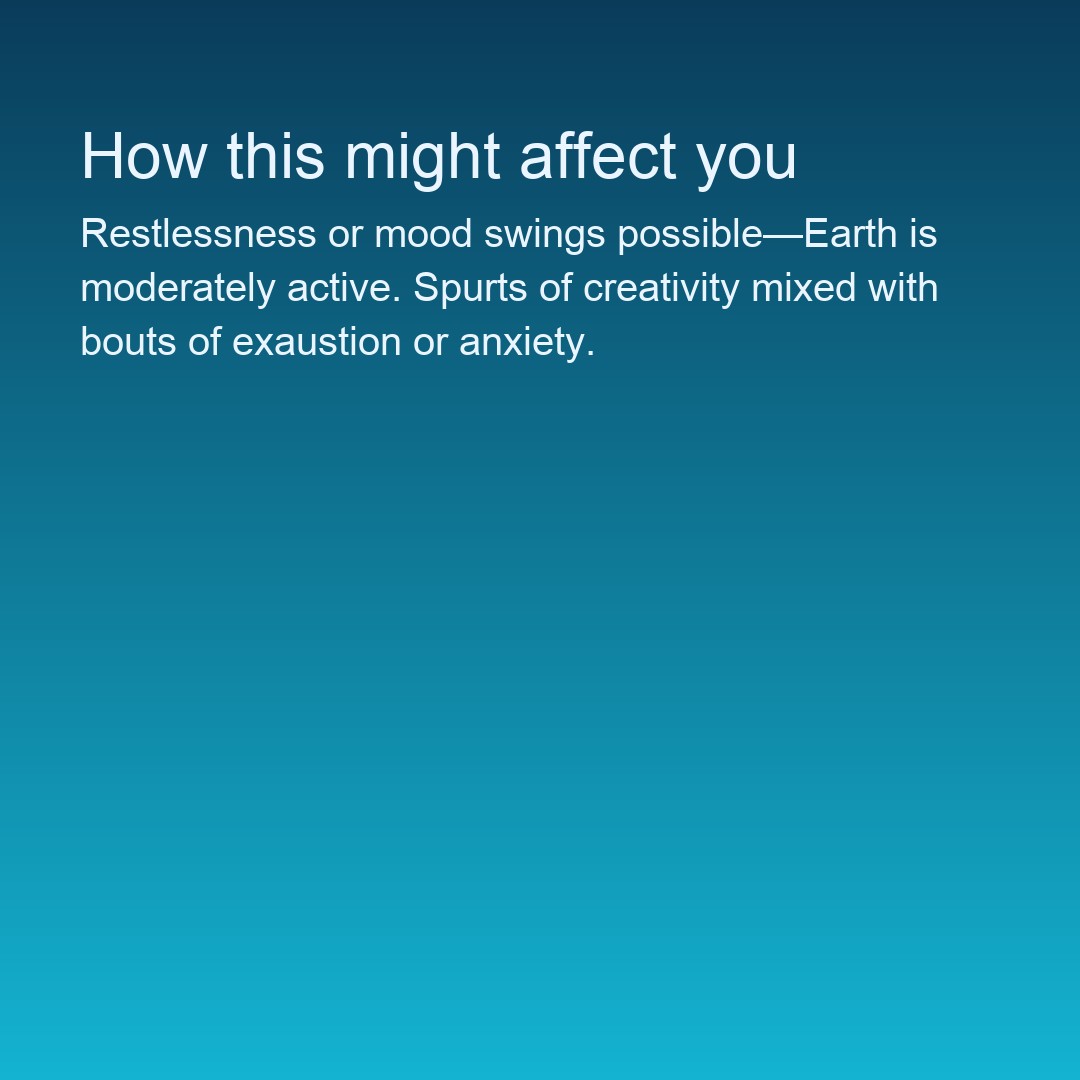 How this might affect you
Restlessness or mood swings possible—Earth is
moderately active. Spurts of creativity mixed with
bouts of exaustion or anxiety.